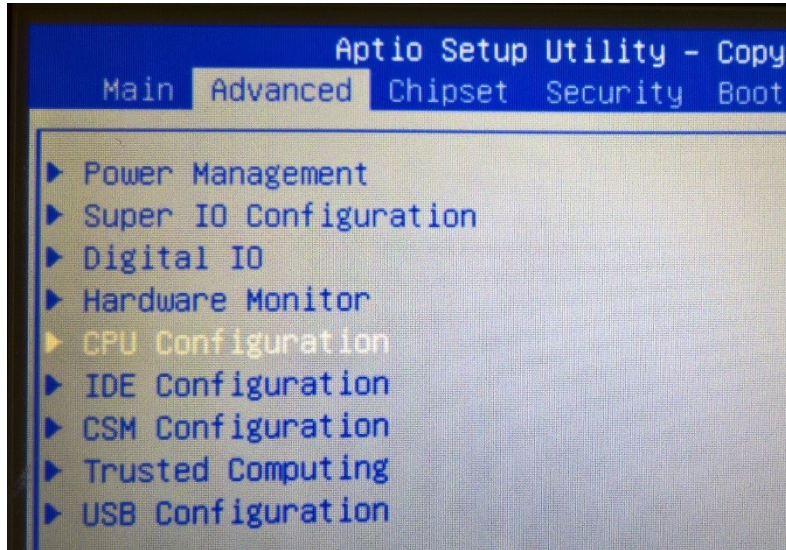 Aptio Setup Utility – Copy
Main Advanced Chipset Security Boot
Power Management
Super IO Configuration
Digital IO
Hardware Monitor
CPU Configuration
IDE Configuration
CSM Configuration
Trusted Computing
USB Configuration